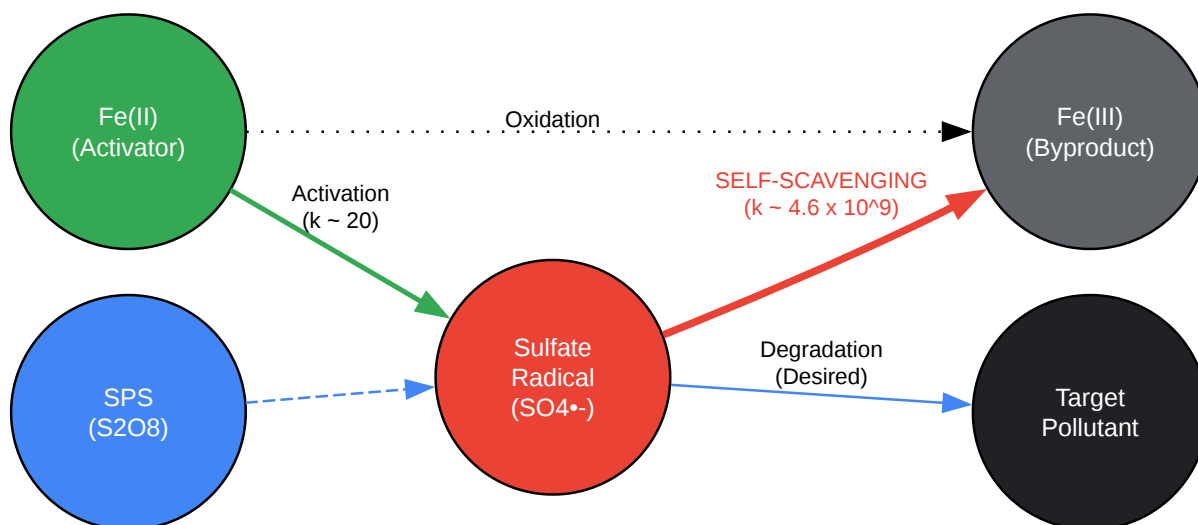 Fe(II)
(Activator)
Oxidation
Fe(III)
(Byproduct)
Activation
(k ~ 20)
SELF-SCAVENGING
(k ~ 4.6 x 10^9)
SPS
(S2O8)
Sulfate
Radical
(SO4•-)
Degradation
(Desired)
Target
Pollutant